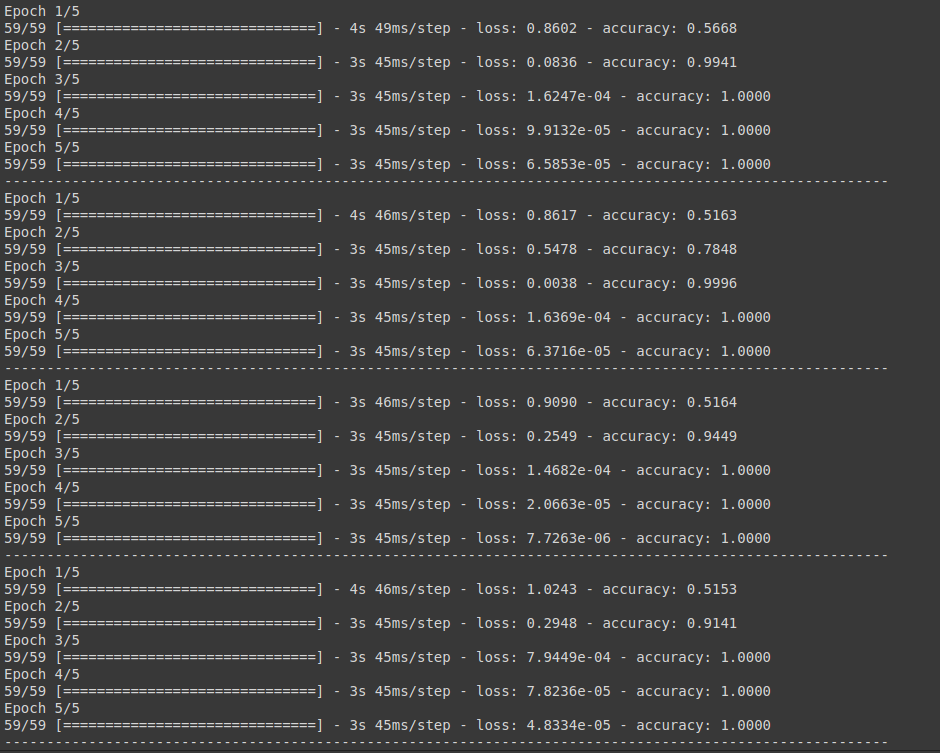 Epoch 1/5
59/59 [==============================] - 4s 49ms/step - loss: 0.8602 - accuracy: 0.5668
Epoch 2/5
59/59 [==============================] - 3s 45ms/step - loss: 0.0836 - accuracy: 0.9941
Epoch 3/5
59/59 [==============================] - 3s 45ms/step - loss: 1.6247e-04 - accuracy: 1.0000
Epoch 4/5
59/59 [==============================] - 3s 45ms/step - loss: 9.9132e-05 - accuracy: 1.0000
Epoch 5/5
59/59 [==============================] - 3s 45ms/step - loss: 6.5853e-05 - accuracy: 1.0000
---------------------------------------------------------------------------------------------------------
Epoch 1/5
59/59 [==============================] - 4s 46ms/step - loss: 0.8617 - accuracy: 0.5163
Epoch 2/5
59/59 [==============================] - 3s 45ms/step - loss: 0.5478 - accuracy: 0.7848
Epoch 3/5
59/59 [==============================] - 3s 45ms/step - loss: 0.0038 - accuracy: 0.9996
Epoch 4/5
59/59 [==============================] - 3s 45ms/step - loss: 1.6369e-04 - accuracy: 1.0000
Epoch 5/5
59/59 [==============================] - 3s 45ms/step - loss: 6.3716e-05 - accuracy: 1.0000
---------------------------------------------------------------------------------------------------------
Epoch 1/5
59/59 [==============================] - 3s 46ms/step - loss: 0.9090 - accuracy: 0.5164
Epoch 2/5
59/59 [==============================] - 3s 45ms/step - loss: 0.2549 - accuracy: 0.9449
Epoch 3/5
59/59 [==============================] - 3s 45ms/step - loss: 1.4682e-04 - accuracy: 1.0000
Epoch 4/5
59/59 [==============================] - 3s 45ms/step - loss: 2.0663e-05 - accuracy: 1.0000
Epoch 5/5
59/59 [==============================] - 3s 45ms/step - loss: 7.7263e-06 - accuracy: 1.0000
---------------------------------------------------------------------------------------------------------
Epoch 1/5
59/59 [==============================] - 4s 46ms/step - loss: 1.0243 - accuracy: 0.5153
Epoch 2/5
59/59 [==============================] - 3s 45ms/step - loss: 0.2948 - accuracy: 0.9141
Epoch 3/5
59/59 [==============================] - 3s 45ms/step - loss: 7.9449e-04 - accuracy: 1.0000
Epoch 4/5
59/59 [==============================] - 3s 45ms/step - loss: 7.8236e-05 - accuracy: 1.0000
Epoch 5/5
59/59 [==============================] - 3s 45ms/step - loss: 4.8334e-05 - accuracy: 1.0000
---------------------------------------------------------------------------------------------------------